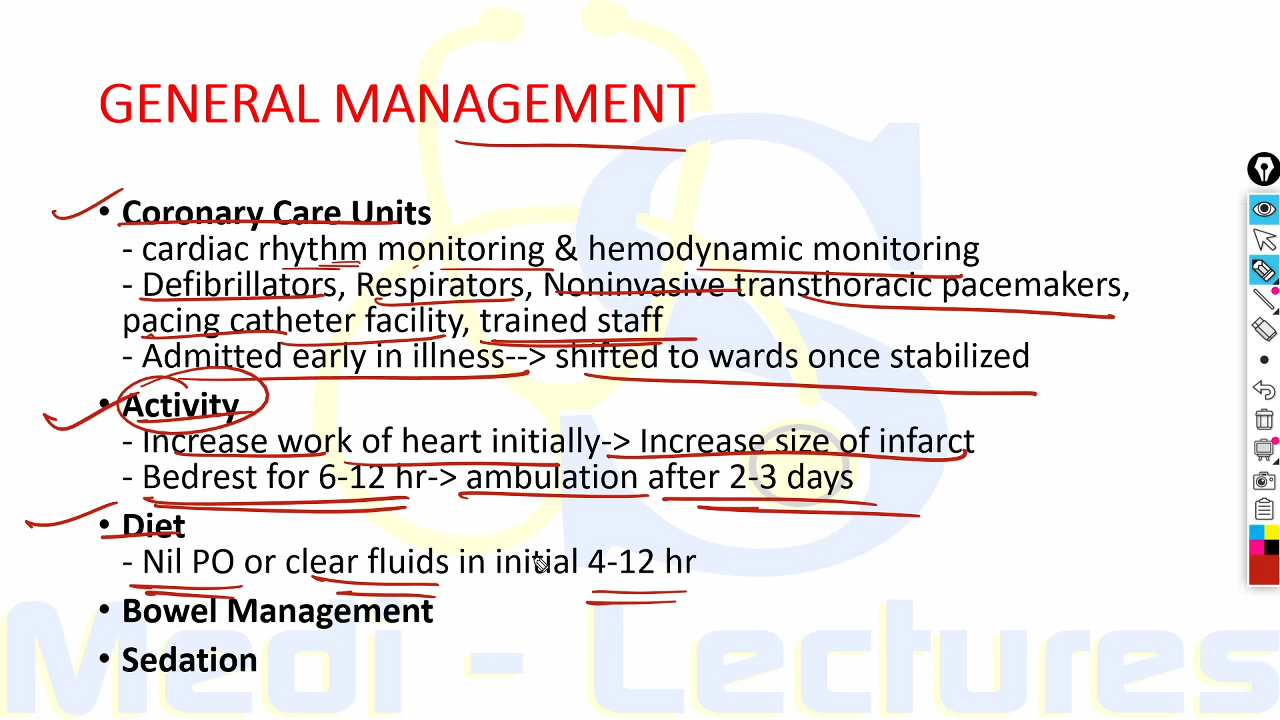 GENERAL MANAGEMENT
• Coronary Care Units
- cardiac rhythm monitoring & hemodynamic monitoring
- Defibrillators, Respirators, Noninvasive transthoracic pacemakers,
pacing catheter facility, trained staff
- Admitted early in illness--> shifted to wards once stabilized
• Activity
- Increase work of heart initially-> Increase size of infarct
- Bedrest for 6-12 hr-> ambulation after 2-3 days
• Diet
- Nil PO or clear fluids in initial 4-12 hr
• Bowel Management
• Sedation
Medi - Lectures